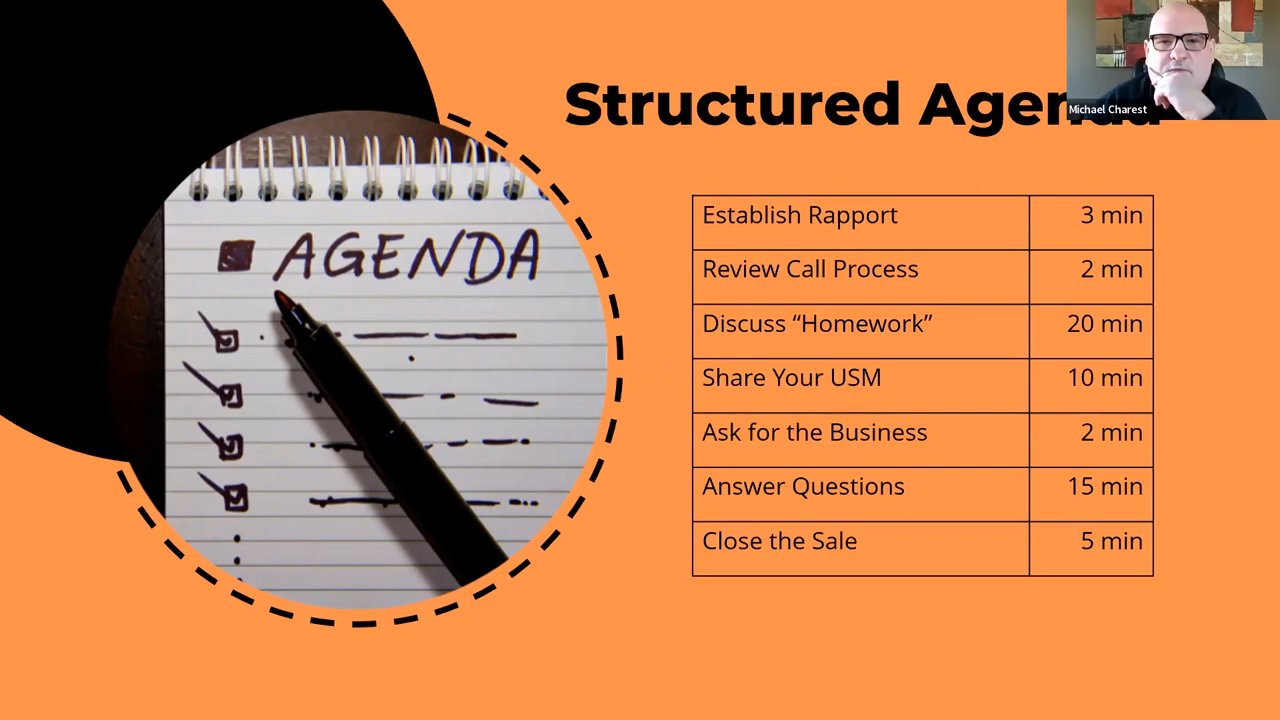 Structured Agenda
Michael Charest
AGENDA
Establish Rapport 3 min
Review Call Process 2 min
Discuss “Homework” 20 min
Share Your USM 10 min
Ask for the Business 2 min
Answer Questions 15 min
Close the Sale 5 min